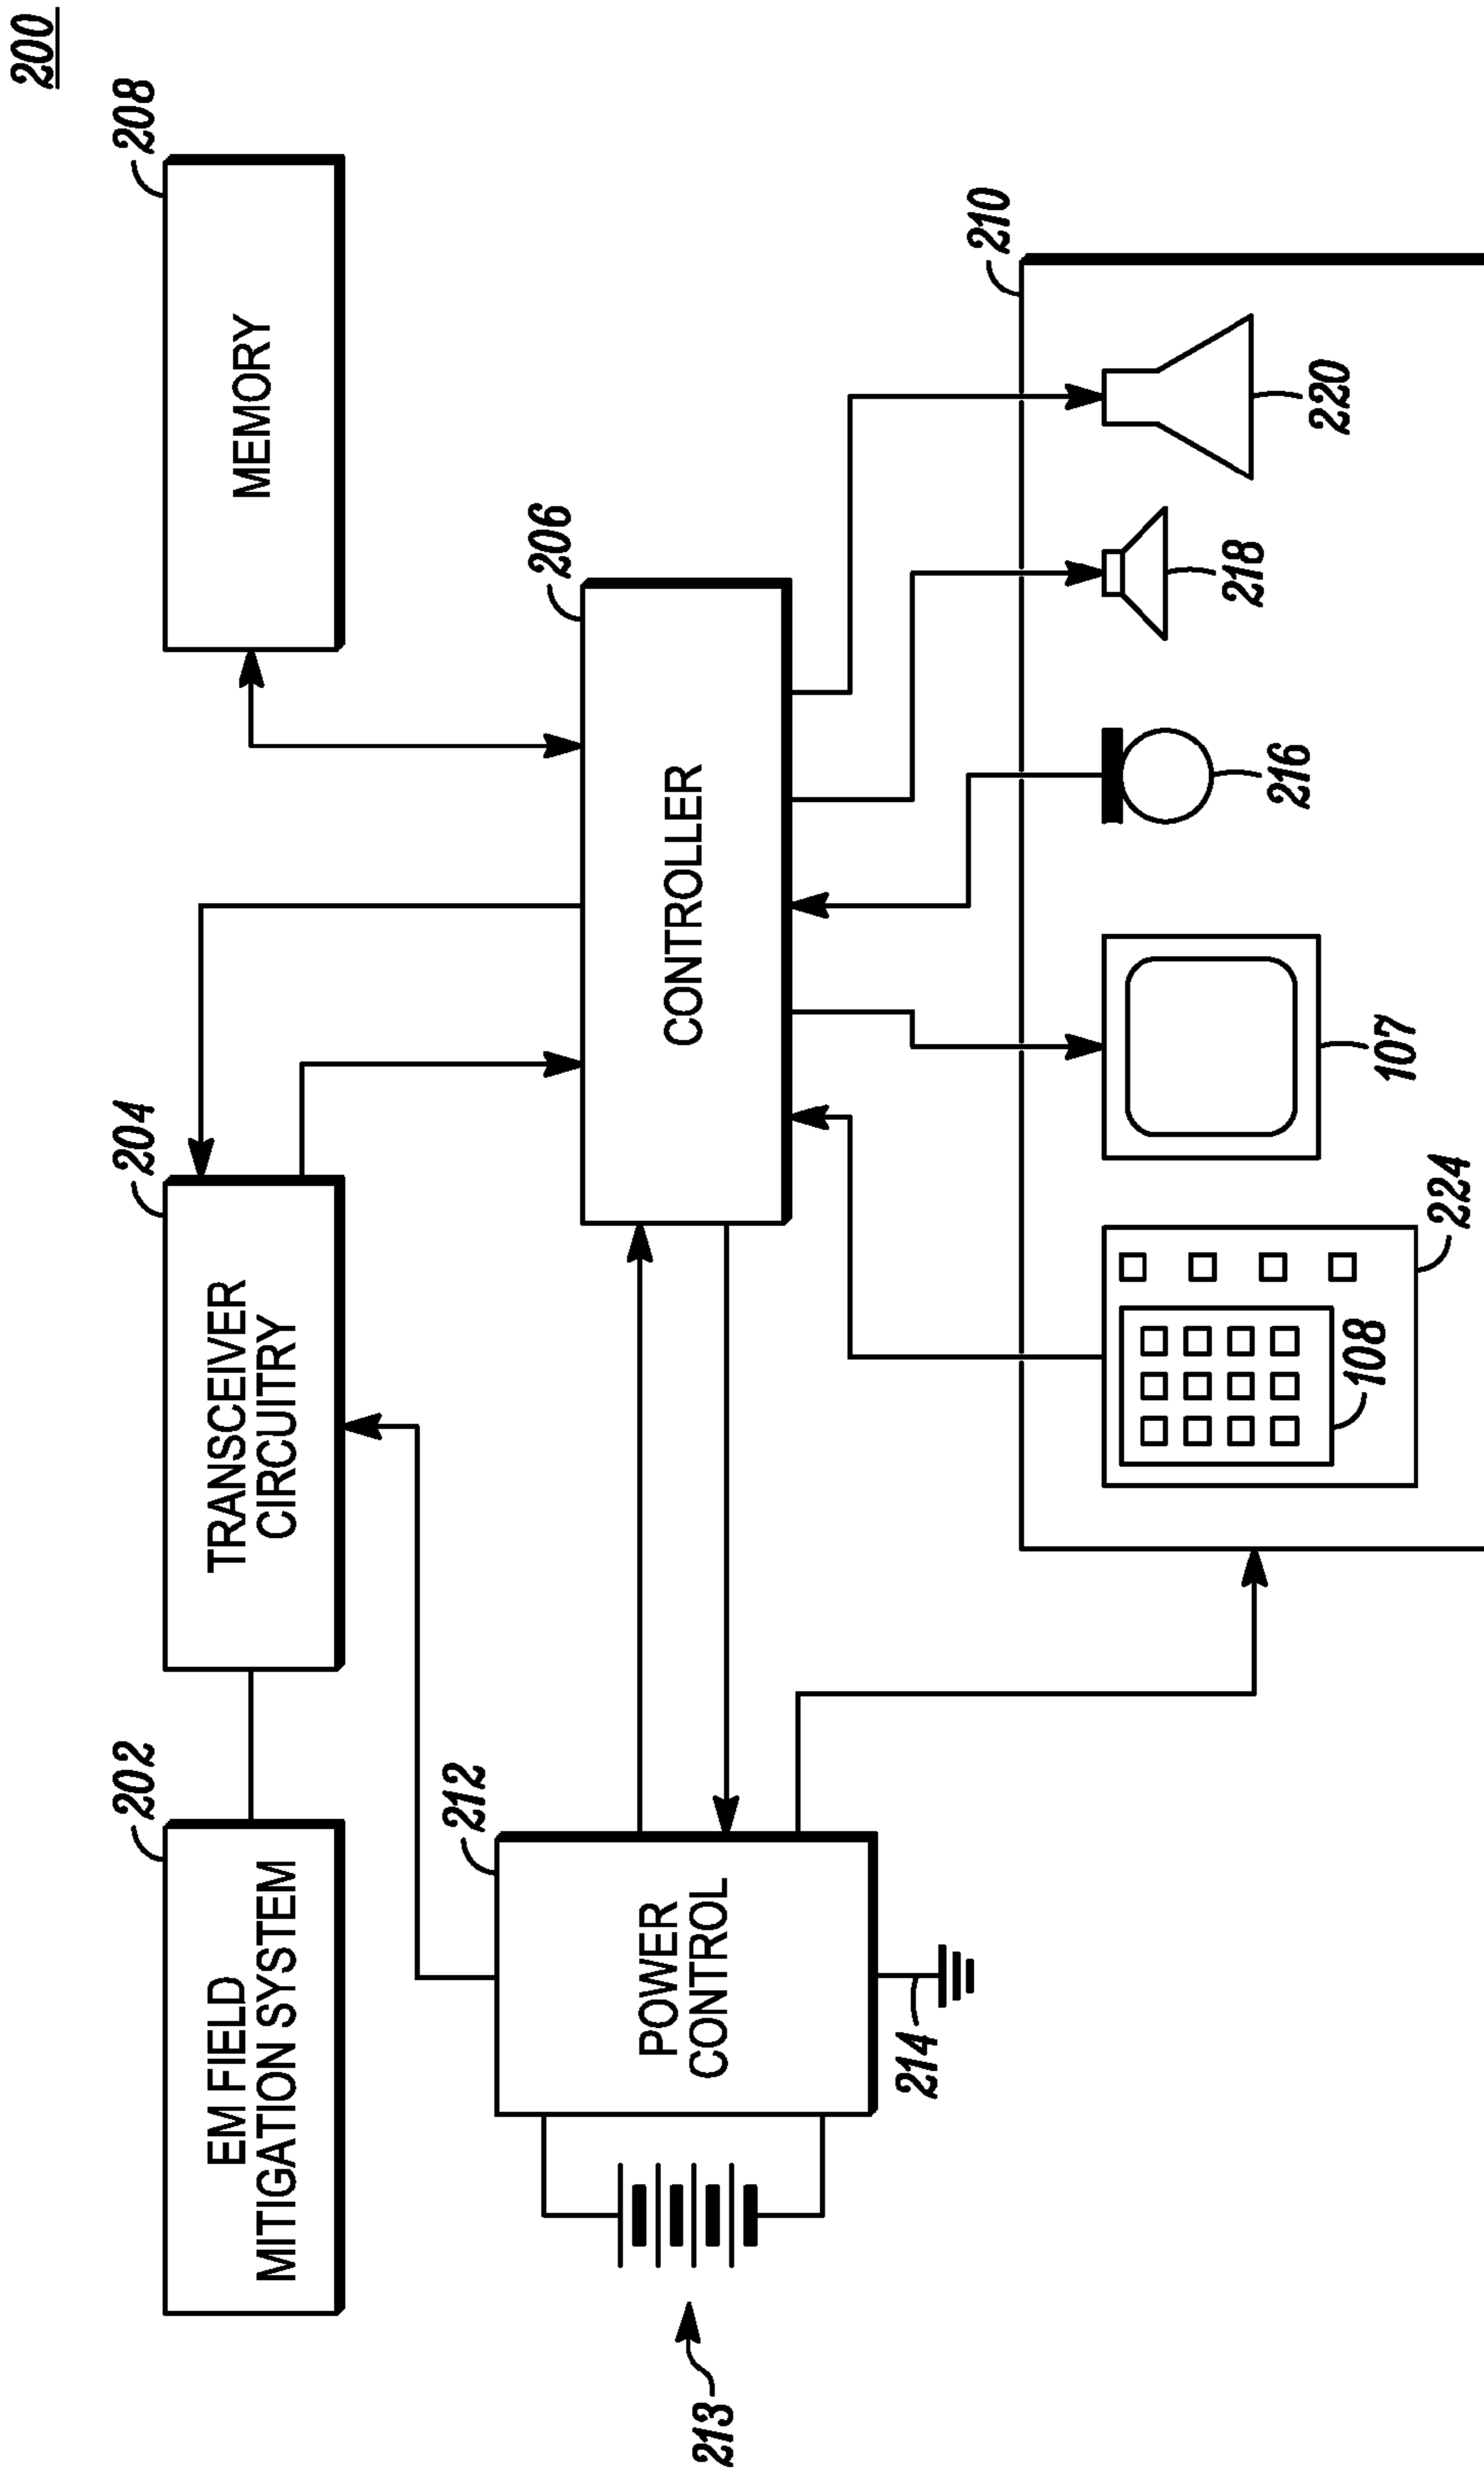 200
202
EM FIELD
MITIGATION SYSTEM
204
TRANSCEIVER
CIRCUITRY
208
MEMORY
206
CONTROLLER
212
POWER
CONTROL
213
214
210
224
108
107
216
218
220